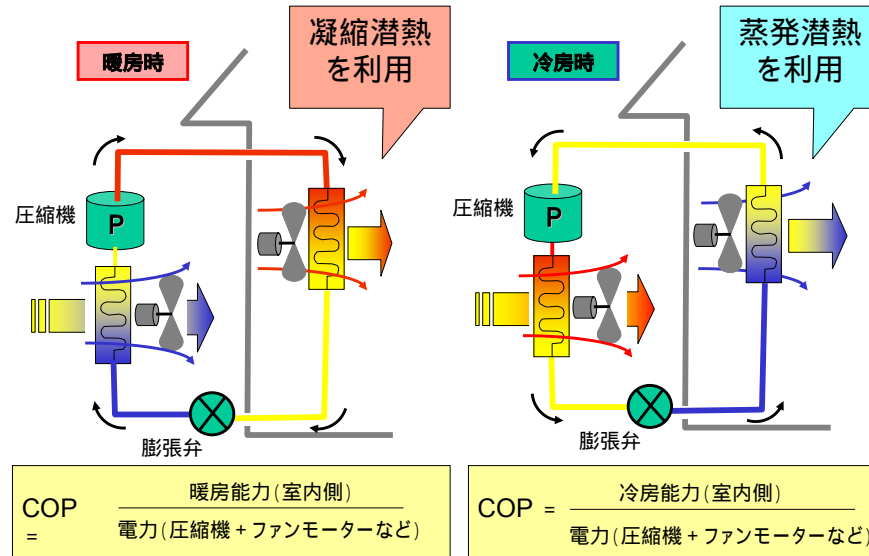 暖房時
凝縮潜熱
を利用
圧縮機
P
膨張弁
COP
=
暖房能力(室内側)
電力(圧縮機+ファンモーターなど)
冷房時
蒸発潜熱
を利用
圧縮機
P
膨張弁
COP =
冷房能力(室内側)
電力(圧縮機+ファンモーターなど)